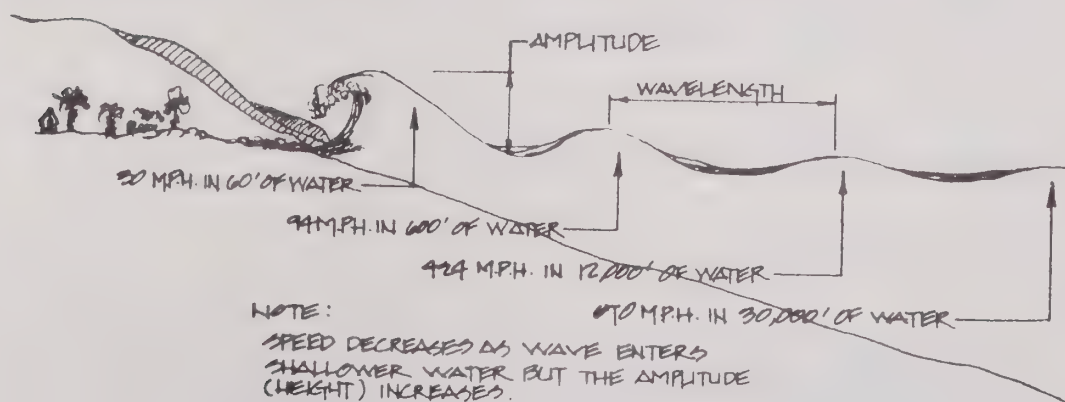 AMPLITUDE
WAVELENGTH
30 M.P.H. IN 60' OF WATER
94 M.P.H. IN 600' OF WATER
424 M.P.H. IN 12,000' OF WATER
670 M.P.H. IN 30,000' OF WATER
NOTE:
SPEED DECREASES AS WAVE ENTERS
SHALLOWER WATER BUT THE AMPLITUDE
(HEIGHT) INCREASES.